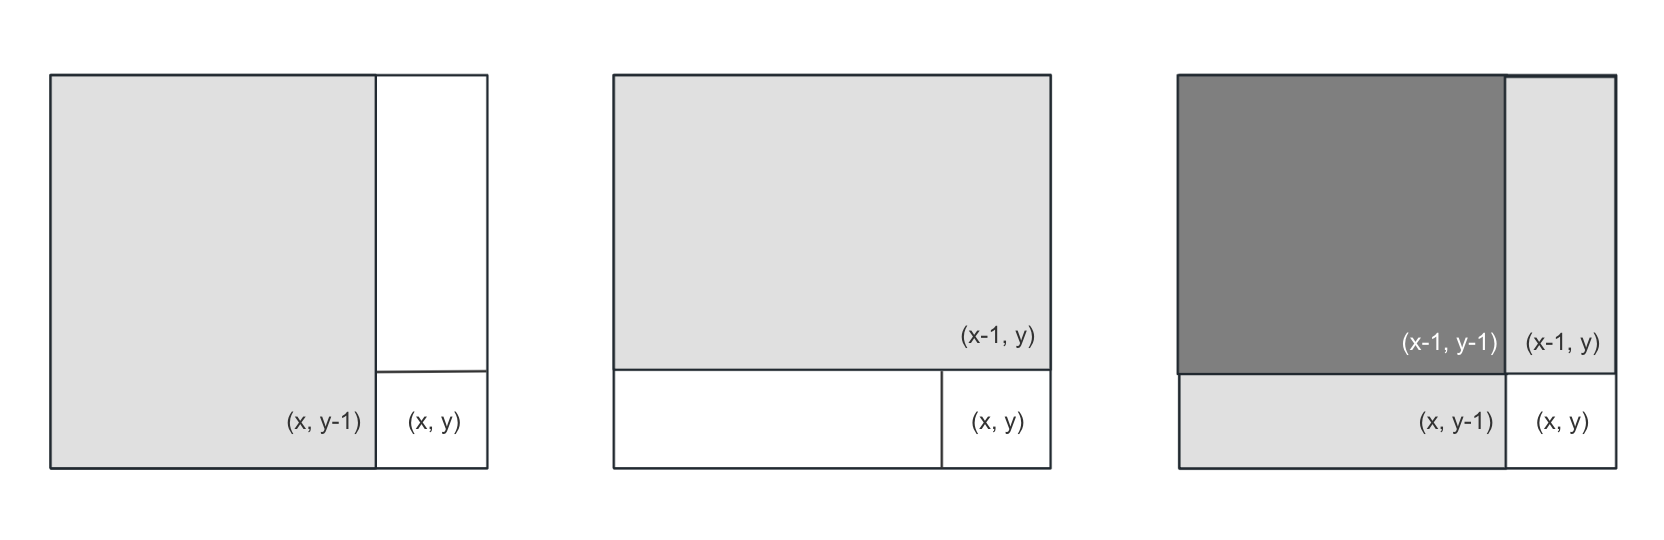 (x, y-1)
(x, y)
(x-1, y)
(x, y)
(x-1, y-1)
(x-1, y)
(x, y-1)
(x, y)